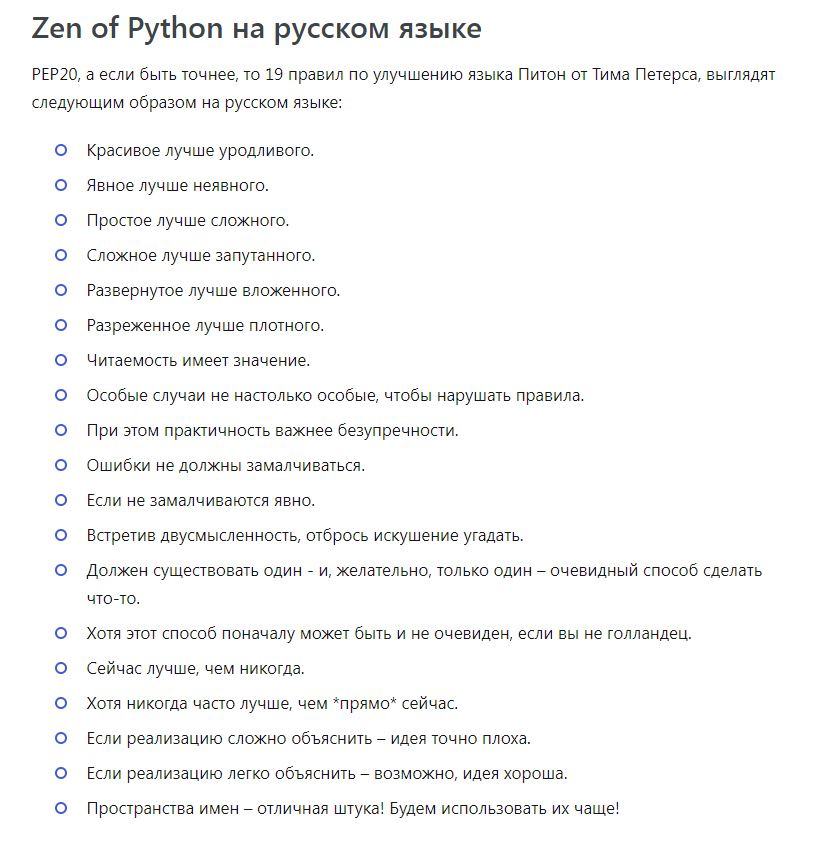 Zen of Python на русском языке
PEP20, а если быть точнее, то 19 правил по улучшению языка Питон от Тима Петерса, выглядят
следующим образом на русском языке:
Красивое лучше уродливого.
Явное лучше неявного.
Простое лучше сложного.
Сложное лучше запутанного.
Развернутое лучше вложенного.
Разреженное лучше плотного.
Читаемость имеет значение.
Особые случаи не настолько особые, чтобы нарушать правила.
При этом практичность важнее безупречности.
Ошибки не должны замалчиваться.
Если не замалчиваются явно.
Встретив двусмысленность, отбрось искушение угадать.
Должен существовать один - и, желательно, только один – очевидный способ сделать
что-то.
Хотя этот способ поначалу может быть и не очевиден, если вы не голландец.
Сейчас лучше, чем никогда.
Хотя никогда часто лучше, чем *прямо* сейчас.
Если реализацию сложно объяснить – идея точно плоха.
Если реализацию легко объяснить – возможно, идея хороша.
Пространства имен – отличная штука! Будем использовать их чаще!